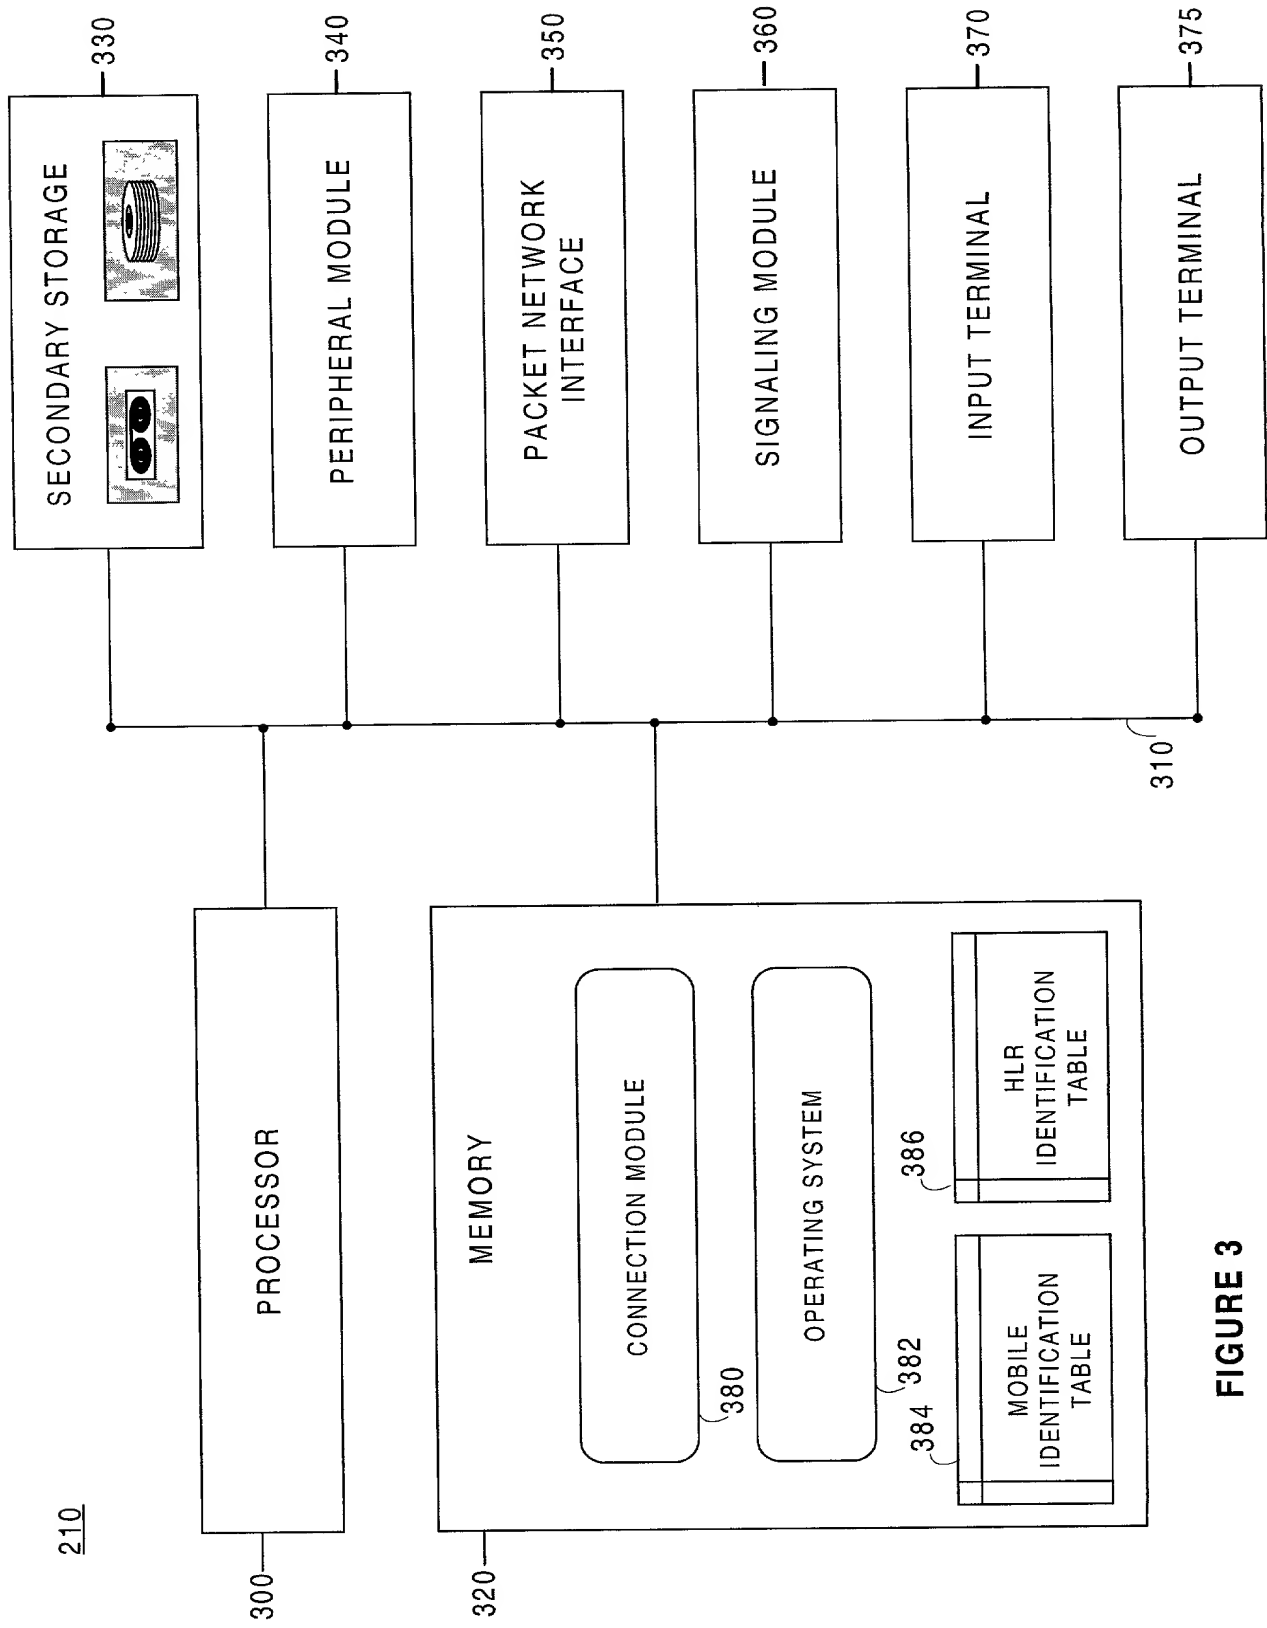 210
300
PROCESSOR
320
MEMORY
CONNECTION MODULE
380
OPERATING SYSTEM
382
384
MOBILE
IDENTIFICATION
TABLE
386
HLR
IDENTIFICATION
TABLE
310
SECONDARY STORAGE
330
PERIPHERAL MODULE
340
PACKET NETWORK
INTERFACE
350
SIGNALING MODULE
360
INPUT TERMINAL
370
OUTPUT TERMINAL
375
FIGURE 3